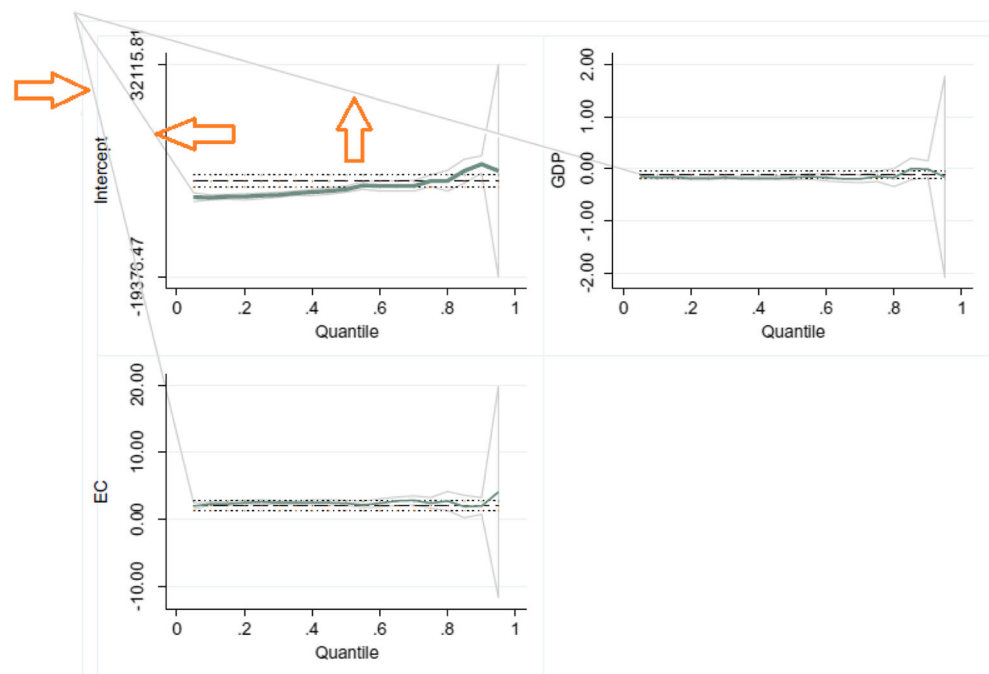 Intercept
32115.81
-19376.47
0 .2 .4 .6 .8 1
Quantile
GDP
2.00
1.00
0.00
-1.00
-2.00
0 .2 .4 .6 .8 1
Quantile
EC
20.00
10.00
0.00
-10.00
0 .2 .4 .6 .8 1
Quantile